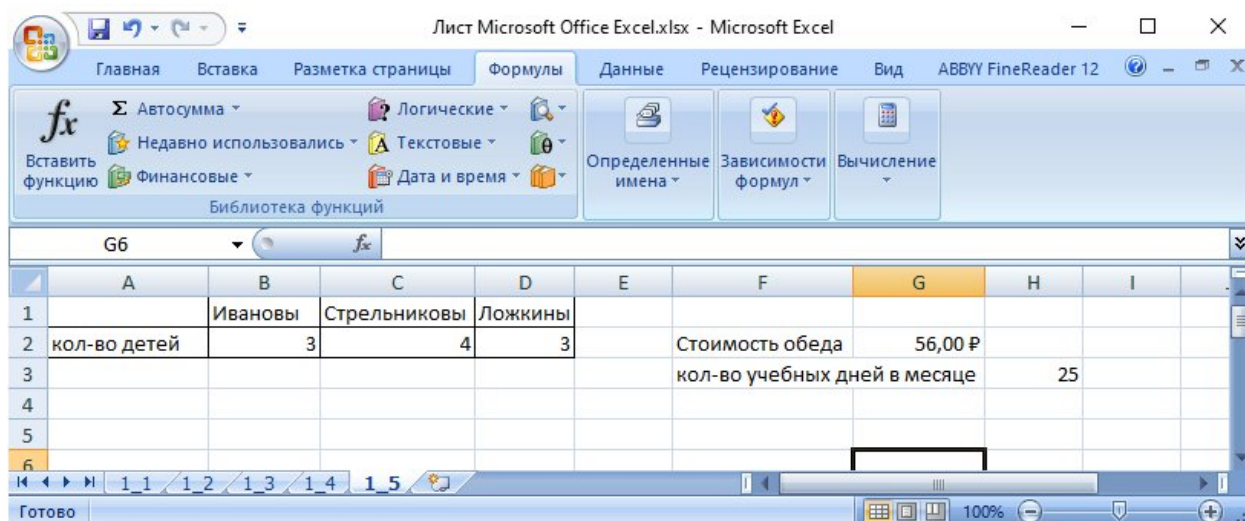 Лист Microsoft Office Excel.xlsx - Microsoft Excel
Главная Вставка Разметка страницы Формулы Данные Рецензирование Вид ABBYY FineReader 12
fx Вставить функцию
Σ Автосумма
Недавно использовались
Финансовые
Логические
Текстовые
Дата и время
θ
Библиотека функций
Определенные имена
Зависимости формул
Вычисление
G6 fx
A B C D E F G H I
1 Ивановы Стрельниковы Ложкины
2 кол-во детей 3 4 3 Стоимость обеда 56,00 ₽
3 кол-во учебных дней в месяце 25
4
5
6
1_1 1_2 1_3 1_4 1_5
Готово 100%